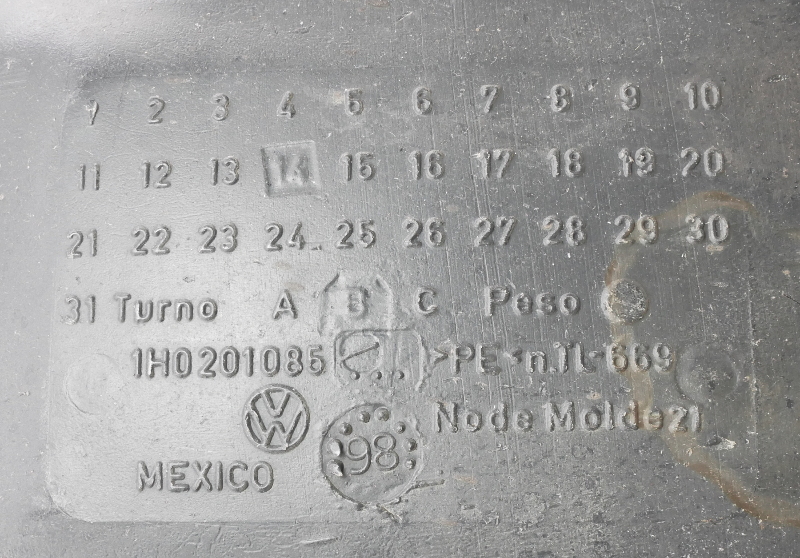 1 2 3 4 5 6 7 8 9 10
11 12 13 14 15 16 17 18 19 20
21 22 23 24 25 26 27 28 29 30
31 Turno A B C Peso
1H0201085 >PE< n.TL-669
Node Molde21
98
MEXICO